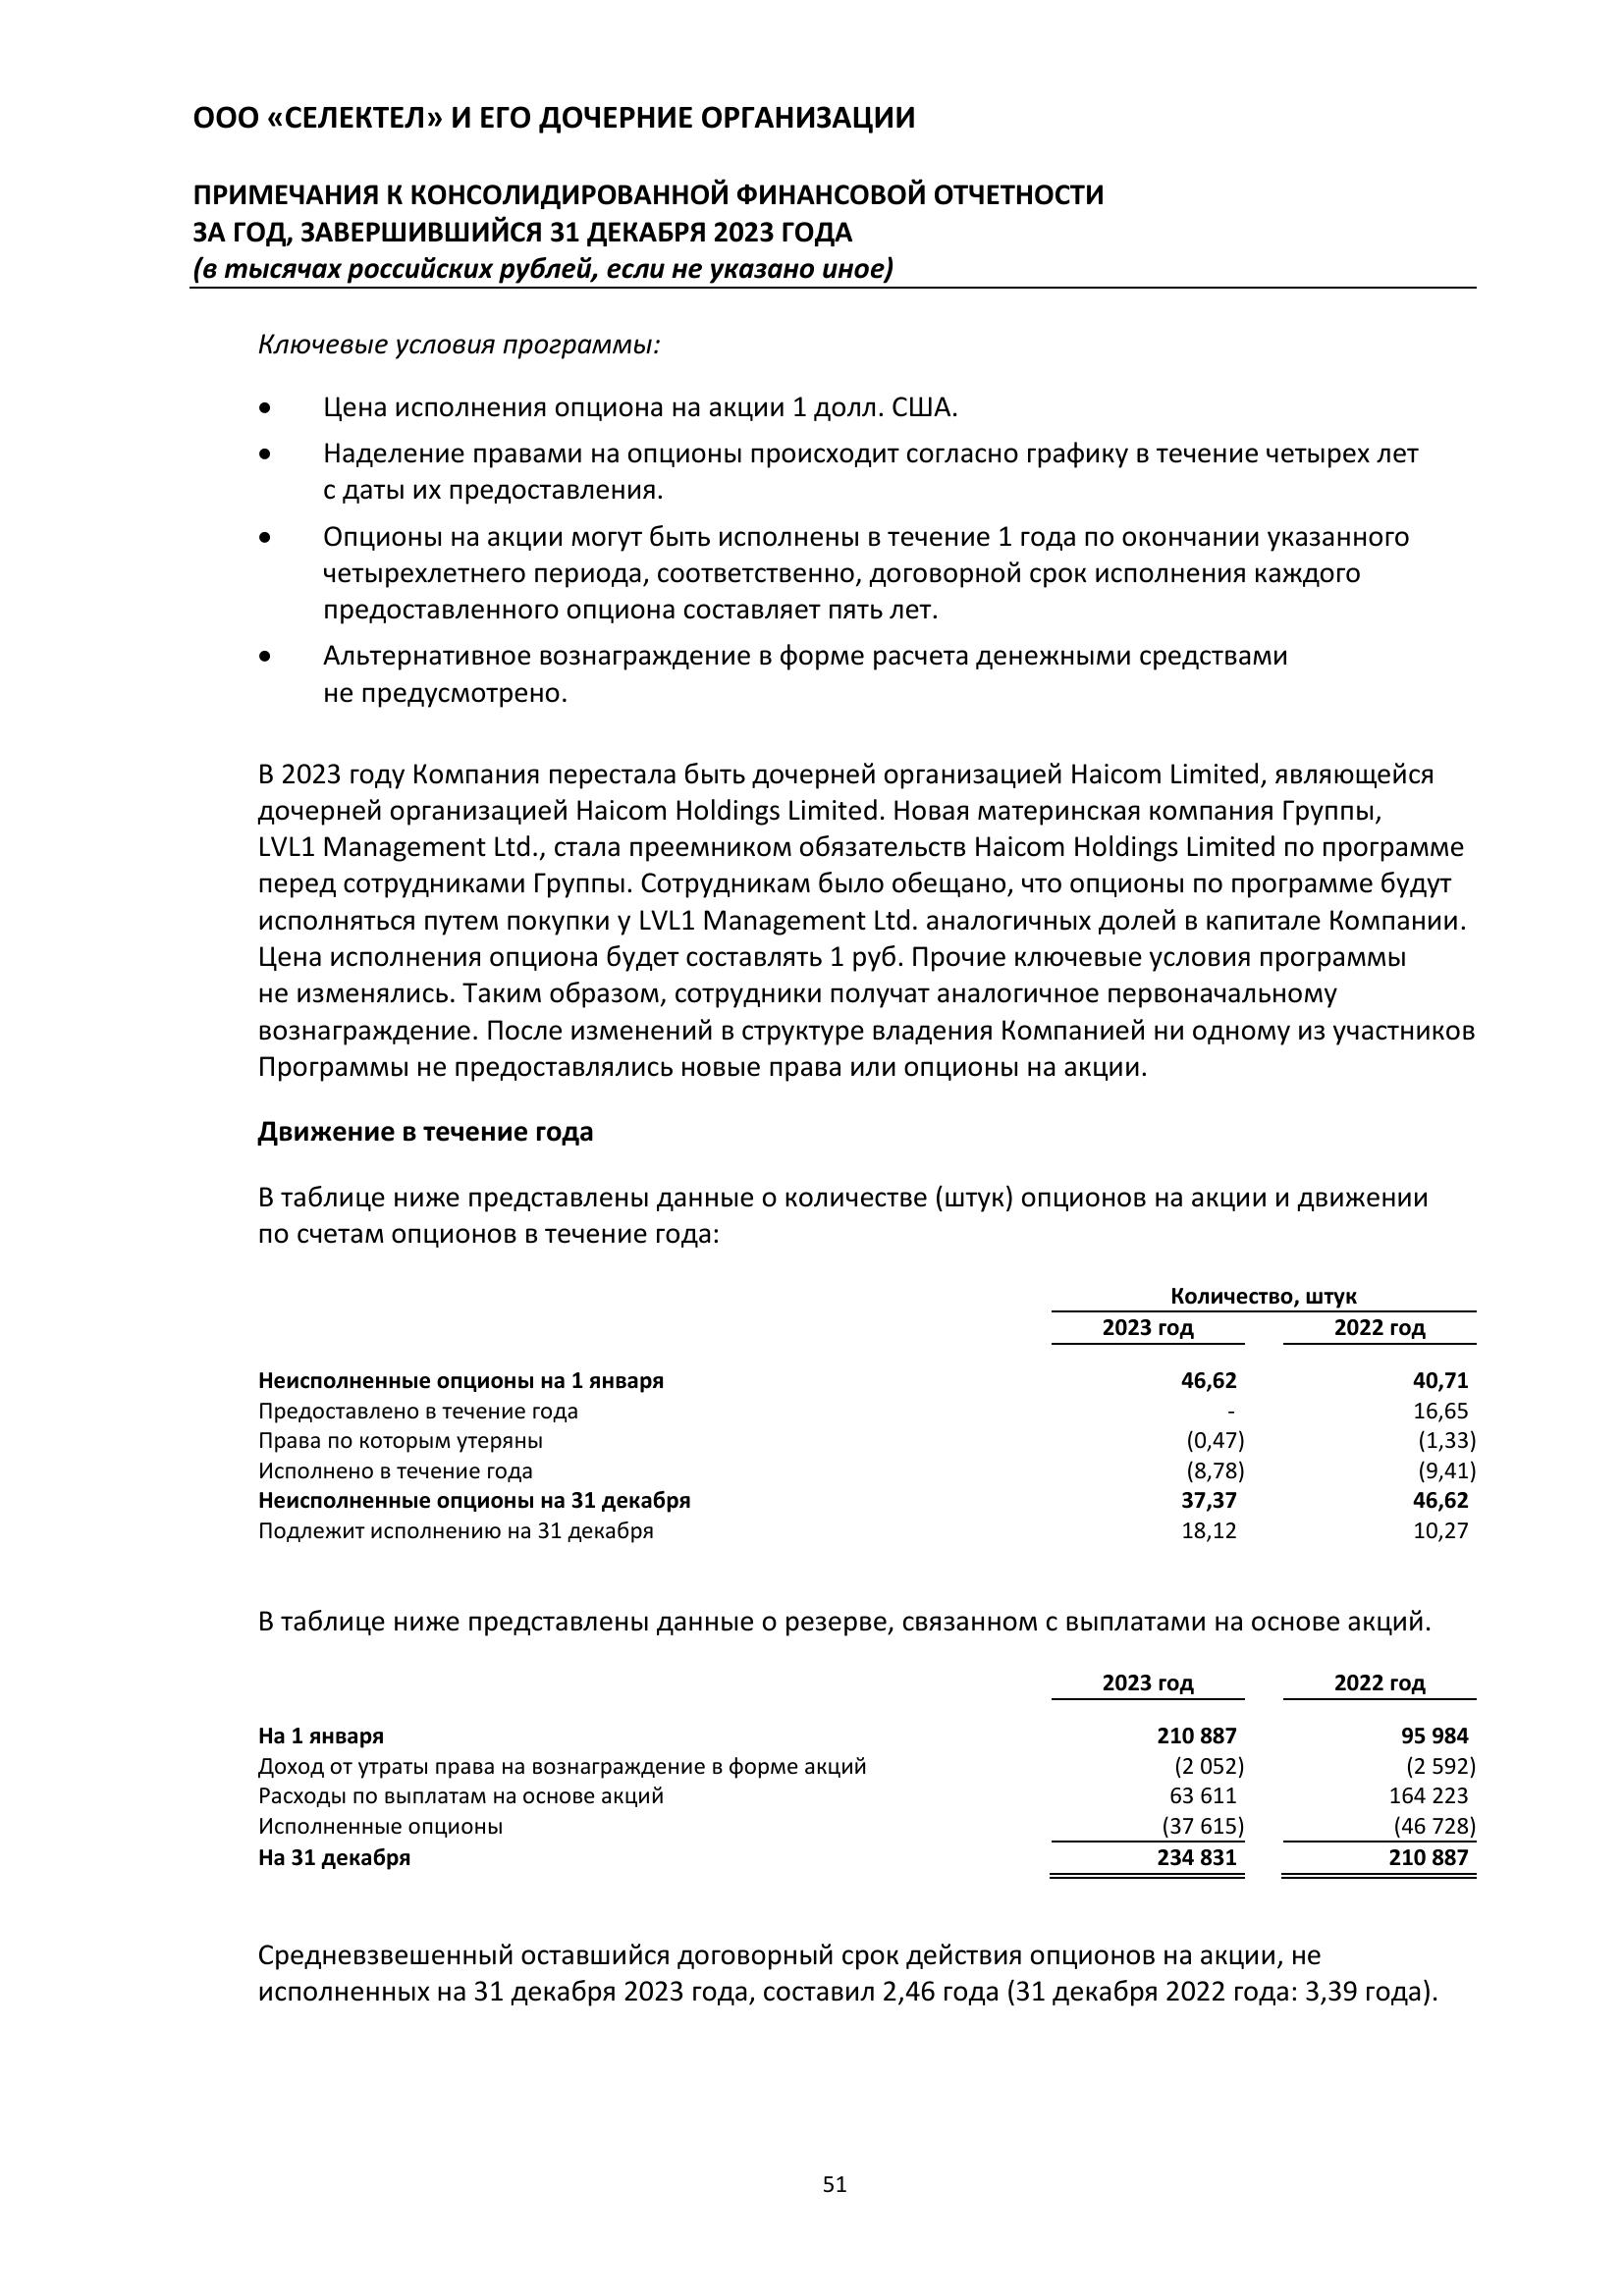 ООО «СЕЛЕКТЕЛ» И ЕГО ДОЧЕРНИЕ ОРГАНИЗАЦИИ
ПРИМЕЧАНИЯ К КОНСОЛИДИРОВАННОЙ ФИНАНСОВОЙ ОТЧЕТНОСТИ
ЗА ГОД, ЗАВЕРШИВШИЙСЯ 31 ДЕКАБРЯ 2023 ГОДА
(в тысячах российских рублей, если не указано иное)
Ключевые условия программы:
• Цена исполнения опциона на акции 1 долл. США.
• Наделение правами на опционы происходит согласно графику в течение четырех лет
с даты их предоставления.
• Опционы на акции могут быть исполнены в течение 1 года по окончании указанного
четырехлетнего периода, соответственно, договорной срок исполнения каждого
предоставленного опциона составляет пять лет.
• Альтернативное вознаграждение в форме расчета денежными средствами
не предусмотрено.
В 2023 году Компания перестала быть дочерней организацией Haicom Limited, являющейся
дочерней организацией Haicom Holdings Limited. Новая материнская компания Группы,
LVL1 Management Ltd., стала преемником обязательств Haicom Holdings Limited по программе
перед сотрудниками Группы. Сотрудникам было обещано, что опционы по программе будут
исполняться путем покупки у LVL1 Management Ltd. аналогичных долей в капитале Компании.
Цена исполнения опциона будет составлять 1 руб. Прочие ключевые условия программы
не изменялись. Таким образом, сотрудники получат аналогичное первоначальному
вознаграждение. После изменений в структуре владения Компанией ни одному из участников
Программы не предоставлялись новые права или опционы на акции.
Движение в течение года
В таблице ниже представлены данные о количестве (штук) опционов на акции и движении
по счетам опционов в течение года:
Количество, штук
2023 год 2022 год
Неисполненные опционы на 1 января 46,62 40,71
Предоставлено в течение года - 16,65
Права по которым утеряны (0,47) (1,33)
Исполнено в течение года (8,78) (9,41)
Неисполненные опционы на 31 декабря 37,37 46,62
Подлежит исполнению на 31 декабря 18,12 10,27
В таблице ниже представлены данные о резерве, связанном с выплатами на основе акций.
2023 год 2022 год
На 1 января 210 887 95 984
Доход от утраты права на вознаграждение в форме акций (2 052) (2 592)
Расходы по выплатам на основе акций 63 611 164 223
Исполненные опционы (37 615) (46 728)
На 31 декабря 234 831 210 887
Средневзвешенный оставшийся договорный срок действия опционов на акции, не
исполненных на 31 декабря 2023 года, составил 2,46 года (31 декабря 2022 года: 3,39 года).
51